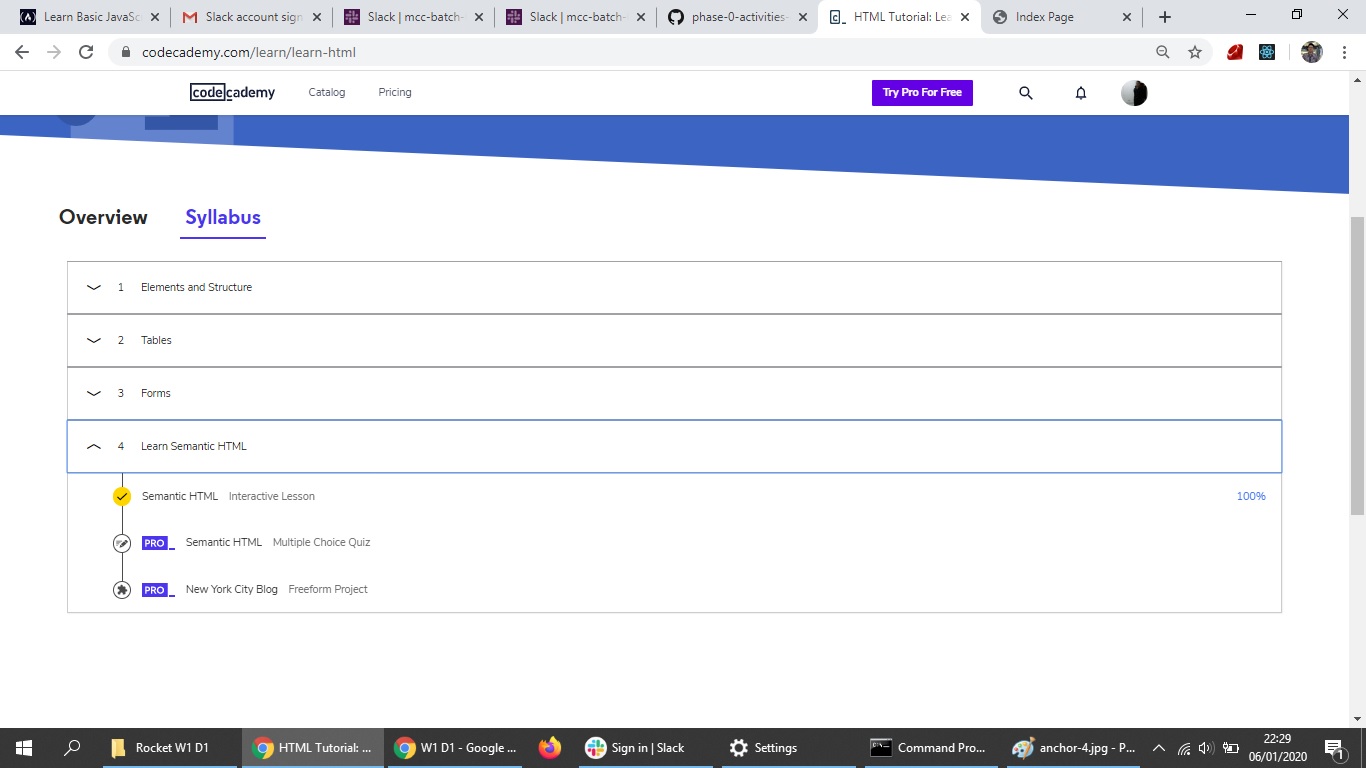 Learn Basic JavaSc
Slack account sign
Slack | mcc-batch-
Slack | mcc-batch-
phase-0-activities-
HTML Tutorial: Lea
Index Page
codecademy.com/learn/learn-html
codecademy
Catalog
Pricing
Try Pro For Free
Overview
Syllabus
1 Elements and Structure
2 Tables
3 Forms
4 Learn Semantic HTML
Semantic HTML Interactive Lesson 100%
PRO Semantic HTML Multiple Choice Quiz
PRO New York City Blog Freeform Project
Rocket W1 D1
HTML Tutorial: ...
W1 D1 - Google ...
Sign in | Slack
Settings
Command Pro...
anchor-4.jpg - P...
22:29
06/01/2020
1